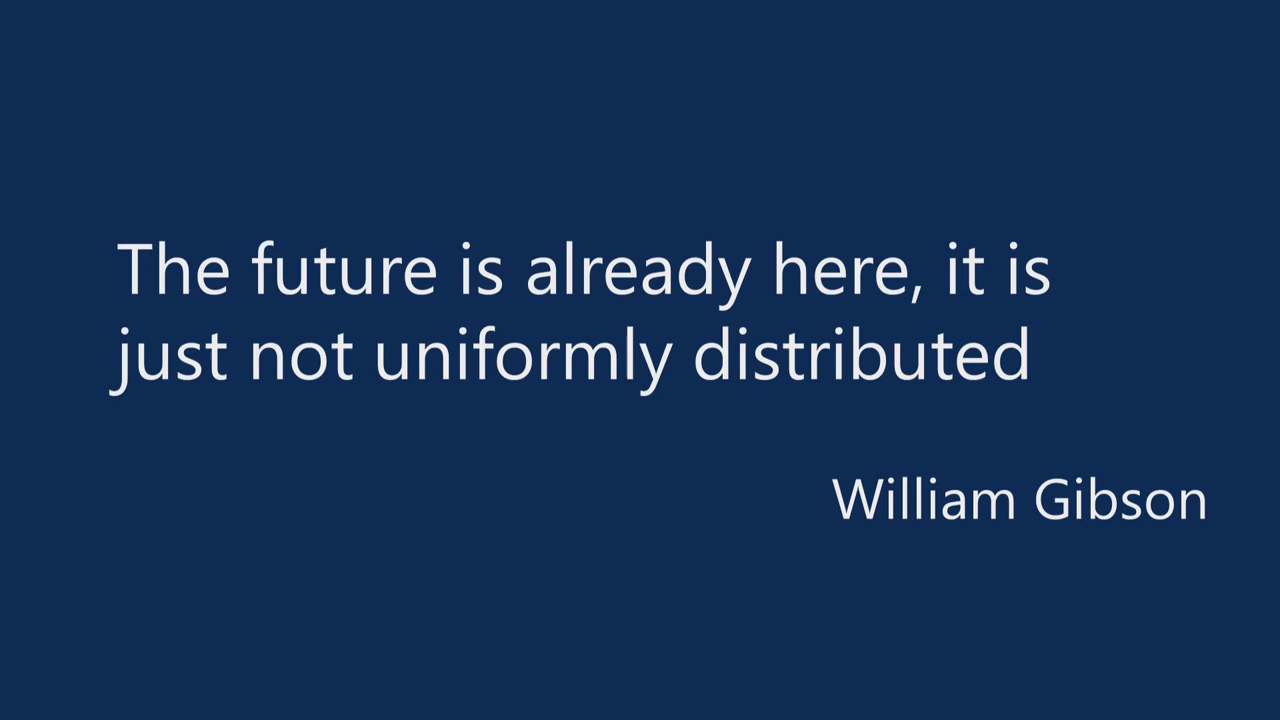 The future is already here, it is
just not uniformly distributed
William Gibson